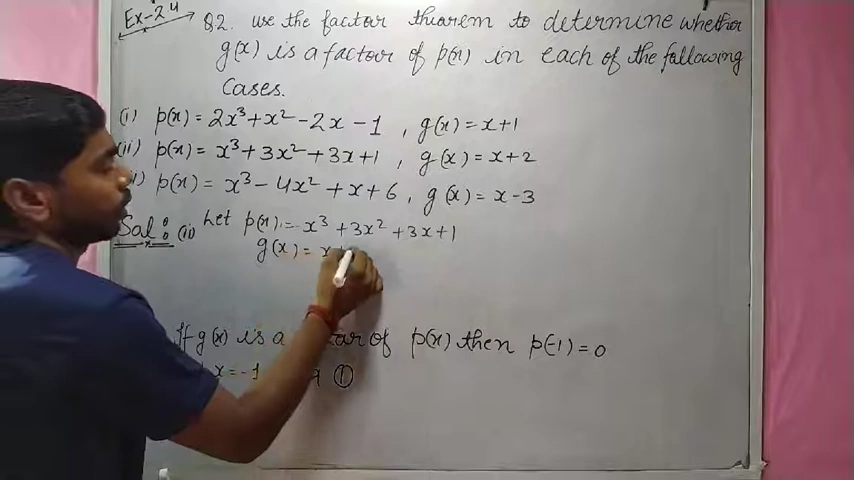 Ex-2.4
Q2. use the factor theorem to determine whether
g(x) is a factour of p(x) in each of the fallowing
Cases.
(i) p(x) = 2x³+x²-2x-1, g(x) = x+1
(ii) p(x) = x³+3x²+3x+1, g(x) = x+2
p(x) = x³-4x²+x+6, g(x) = x-3
Sol: (ii) Let p(x) = x³+3x²+3x+1
g(x) = x+
If g(x) is a of p(x) then p(-1) = 0
x = -1 ①